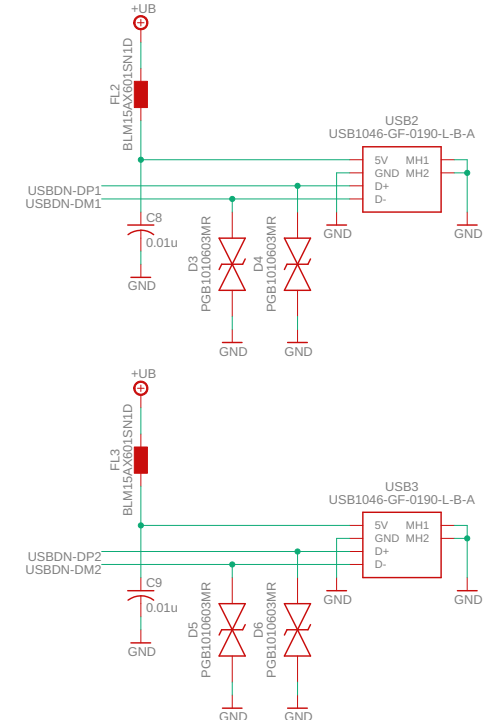 +UB
FL2
BLM15AX601SN1D
USB2
USB1046-GF-0190-L-B-A
5V MH1
GND MH2
D+
D-
USBDN-DP1
USBDN-DM1
C8
0.01u
GND
D3
PGB1010603MR
D4
PGB1010603MR
GND
GND
GND
GND
+UB
FL3
BLM15AX601SN1D
USB3
USB1046-GF-0190-L-B-A
5V MH1
GND MH2
D+
D-
USBDN-DP2
USBDN-DM2
C9
0.01u
GND
D5
PGB1010603MR
D6
PGB1010603MR
GND
GND
GND
GND